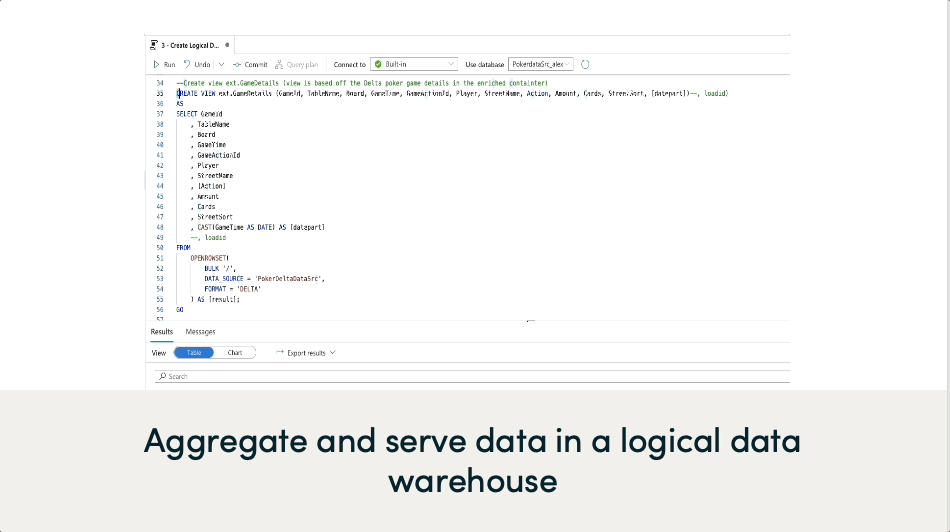 3 - Create Logical D...
Run Undo Commit Query plan Connect to Built-in Use database PokerdataSrc_alex
34 --Create view ext.GameDetails (view is based off the Delta poker game details in the enriched containter)
35 CREATE VIEW ext.GameDetails (GameId, TableName, Board, GameTime, GameActionId, Player, StreetName, Action, Amount, Cards, StreetSort, [datepart])--, loadid)
36 AS
37 SELECT GameId
38 , TableName
39 , Board
40 , GameTime
41 , GameActionId
42 , Player
43 , StreetName
44 , [Action]
45 , Amount
46 , Cards
47 , StreetSort
48 , CAST(GameTime AS DATE) AS [datepart]
49 --, loadid
50 FROM
51 OPENROWSET(
52 BULK '/',
53 DATA_SOURCE = 'PokerDeltaDataSrc',
54 FORMAT = 'DELTA'
55 ) AS [result];
56 GO
57
Results Messages
View Table Chart Export results
Search
Aggregate and serve data in a logical data
warehouse